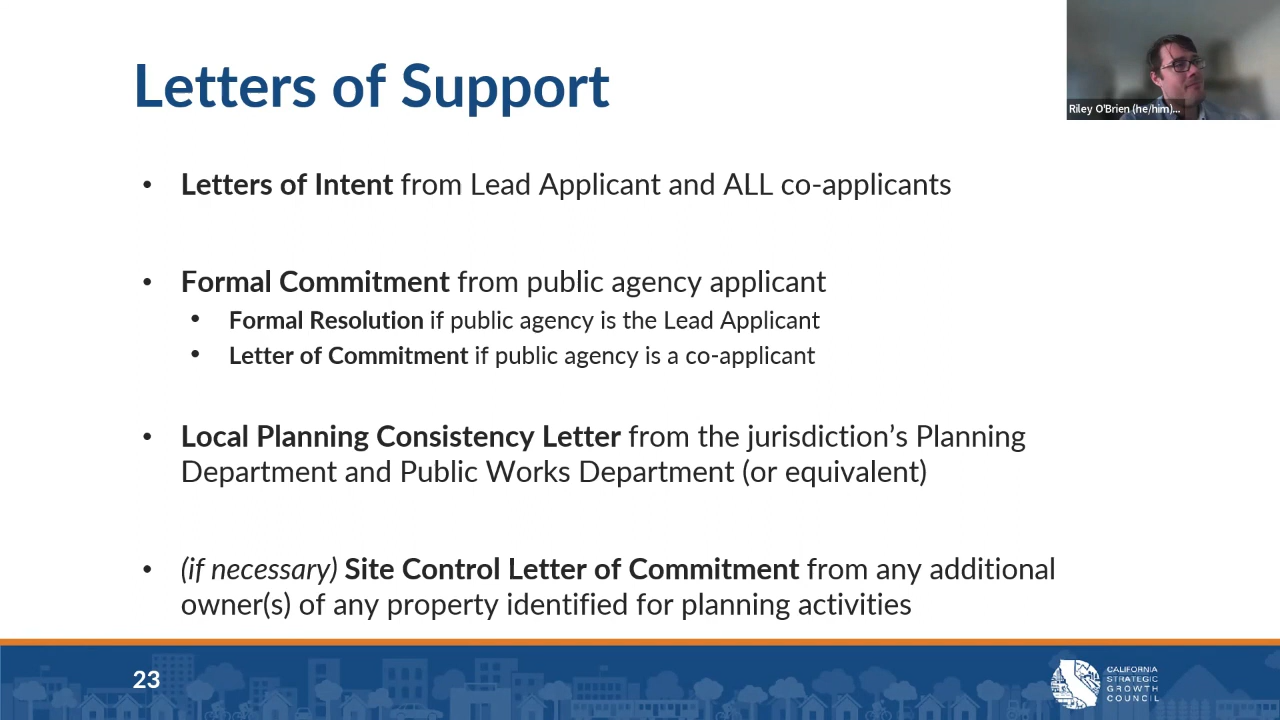 Letters of Support
Riley O'Brien (he/him)...
• Letters of Intent from Lead Applicant and ALL co-applicants
• Formal Commitment from public agency applicant
• Formal Resolution if public agency is the Lead Applicant
• Letter of Commitment if public agency is a co-applicant
• Local Planning Consistency Letter from the jurisdiction’s Planning
Department and Public Works Department (or equivalent)
• (if necessary) Site Control Letter of Commitment from any additional
owner(s) of any property identified for planning activities
23
CALIFORNIA
STRATEGIC
GROWTH
COUNCIL